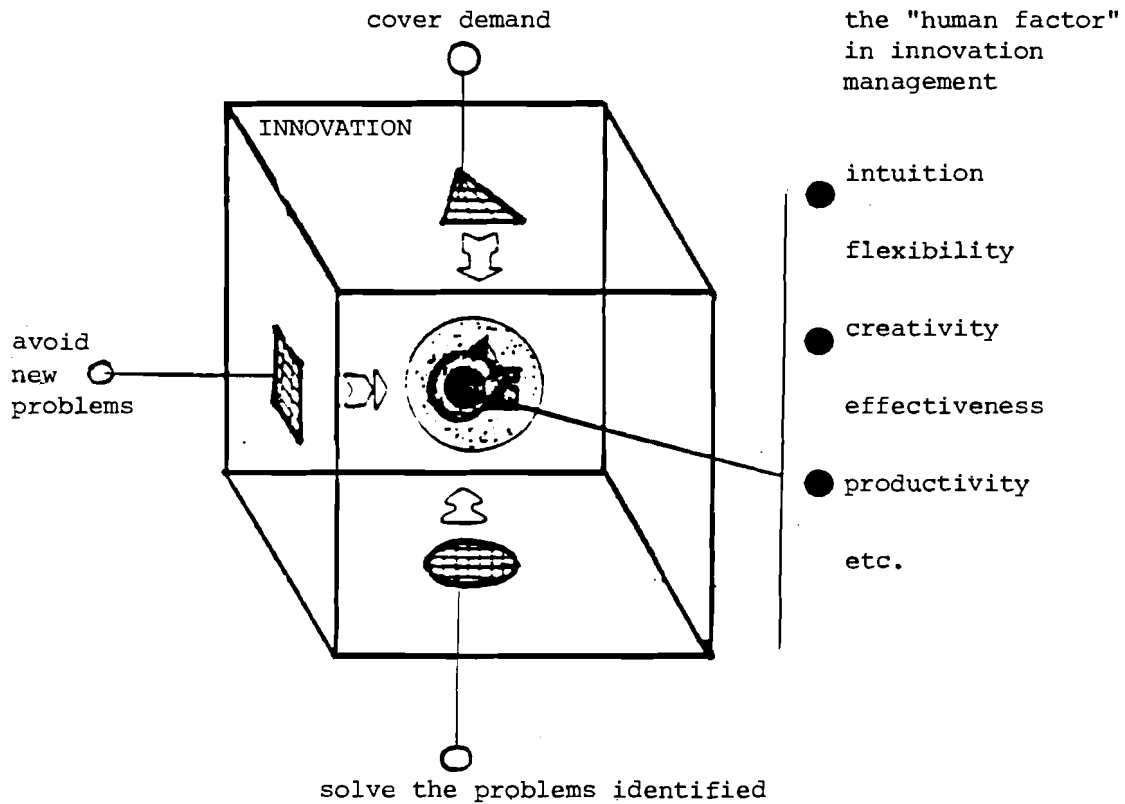 cover demand
the "human factor"
in innovation
management
INNOVATION
intuition
flexibility
avoid
new
problems
creativity
effectiveness
productivity
etc.
solve the problems identified